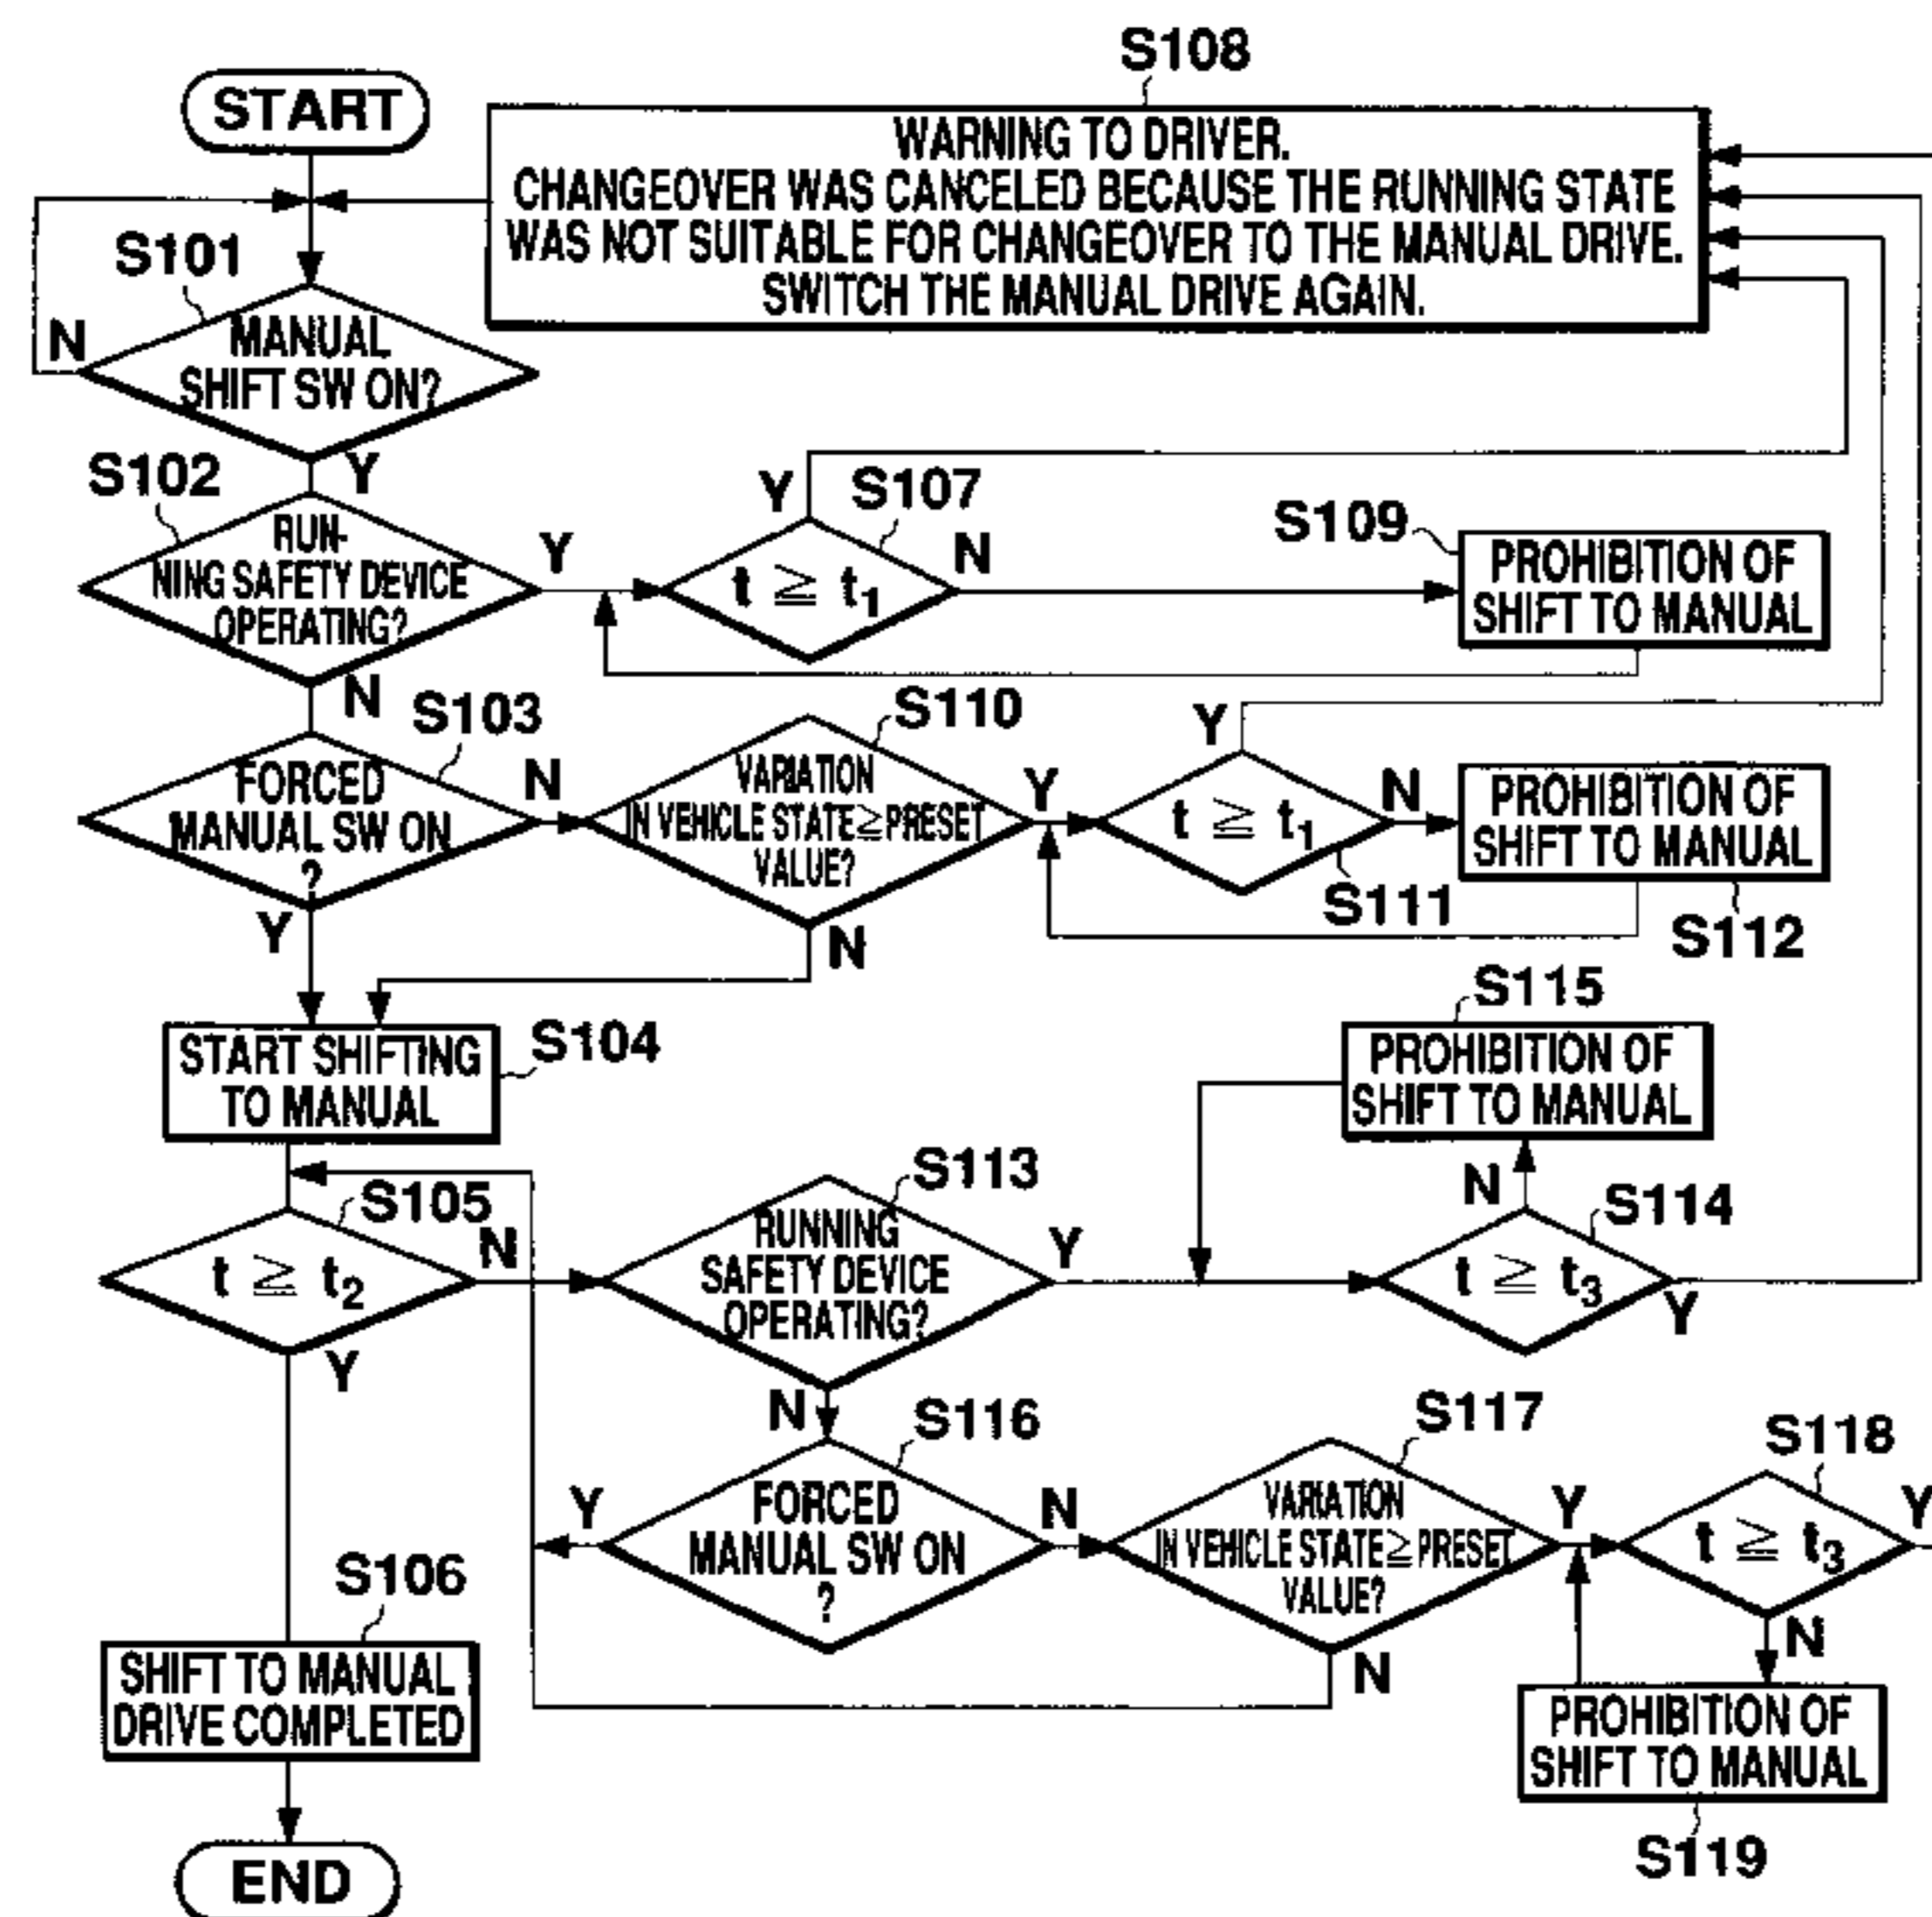 S108
START
WARNING TO DRIVER.
CHANGEOVER WAS CANCELED BECAUSE THE RUNNING STATE
WAS NOT SUITABLE FOR CHANGEOVER TO THE MANUAL DRIVE.
SWITCH THE MANUAL DRIVE AGAIN.
S101
N
MANUAL
SHIFT SW ON?
Y
S102
RUN-
NING SAFETY DEVICE
OPERATING?
Y
N
Y
S107
t ≧ t1
N
S109
PROHIBITION OF
SHIFT TO MANUAL
S103
FORCED
MANUAL SW ON
?
N
Y
S110
VARIATION
IN VEHICLE STATE≧PRESET
VALUE?
Y
N
Y
t ≧ t1
N
S111
PROHIBITION OF
SHIFT TO MANUAL
S112
START SHIFTING
TO MANUAL
S104
S115
PROHIBITION OF
SHIFT TO MANUAL
S105
t ≧ t2
N
Y
S113
RUNNING
SAFETY DEVICE
OPERATING?
Y
N
N
S114
t ≧ t3
Y
S116
Y
FORCED
MANUAL SW ON
?
N
S117
VARIATION
IN VEHICLE STATE≧PRESET
VALUE?
Y
N
S118
t ≧ t3
Y
N
S106
SHIFT TO MANUAL
DRIVE COMPLETED
PROHIBITION OF
SHIFT TO MANUAL
S119
END